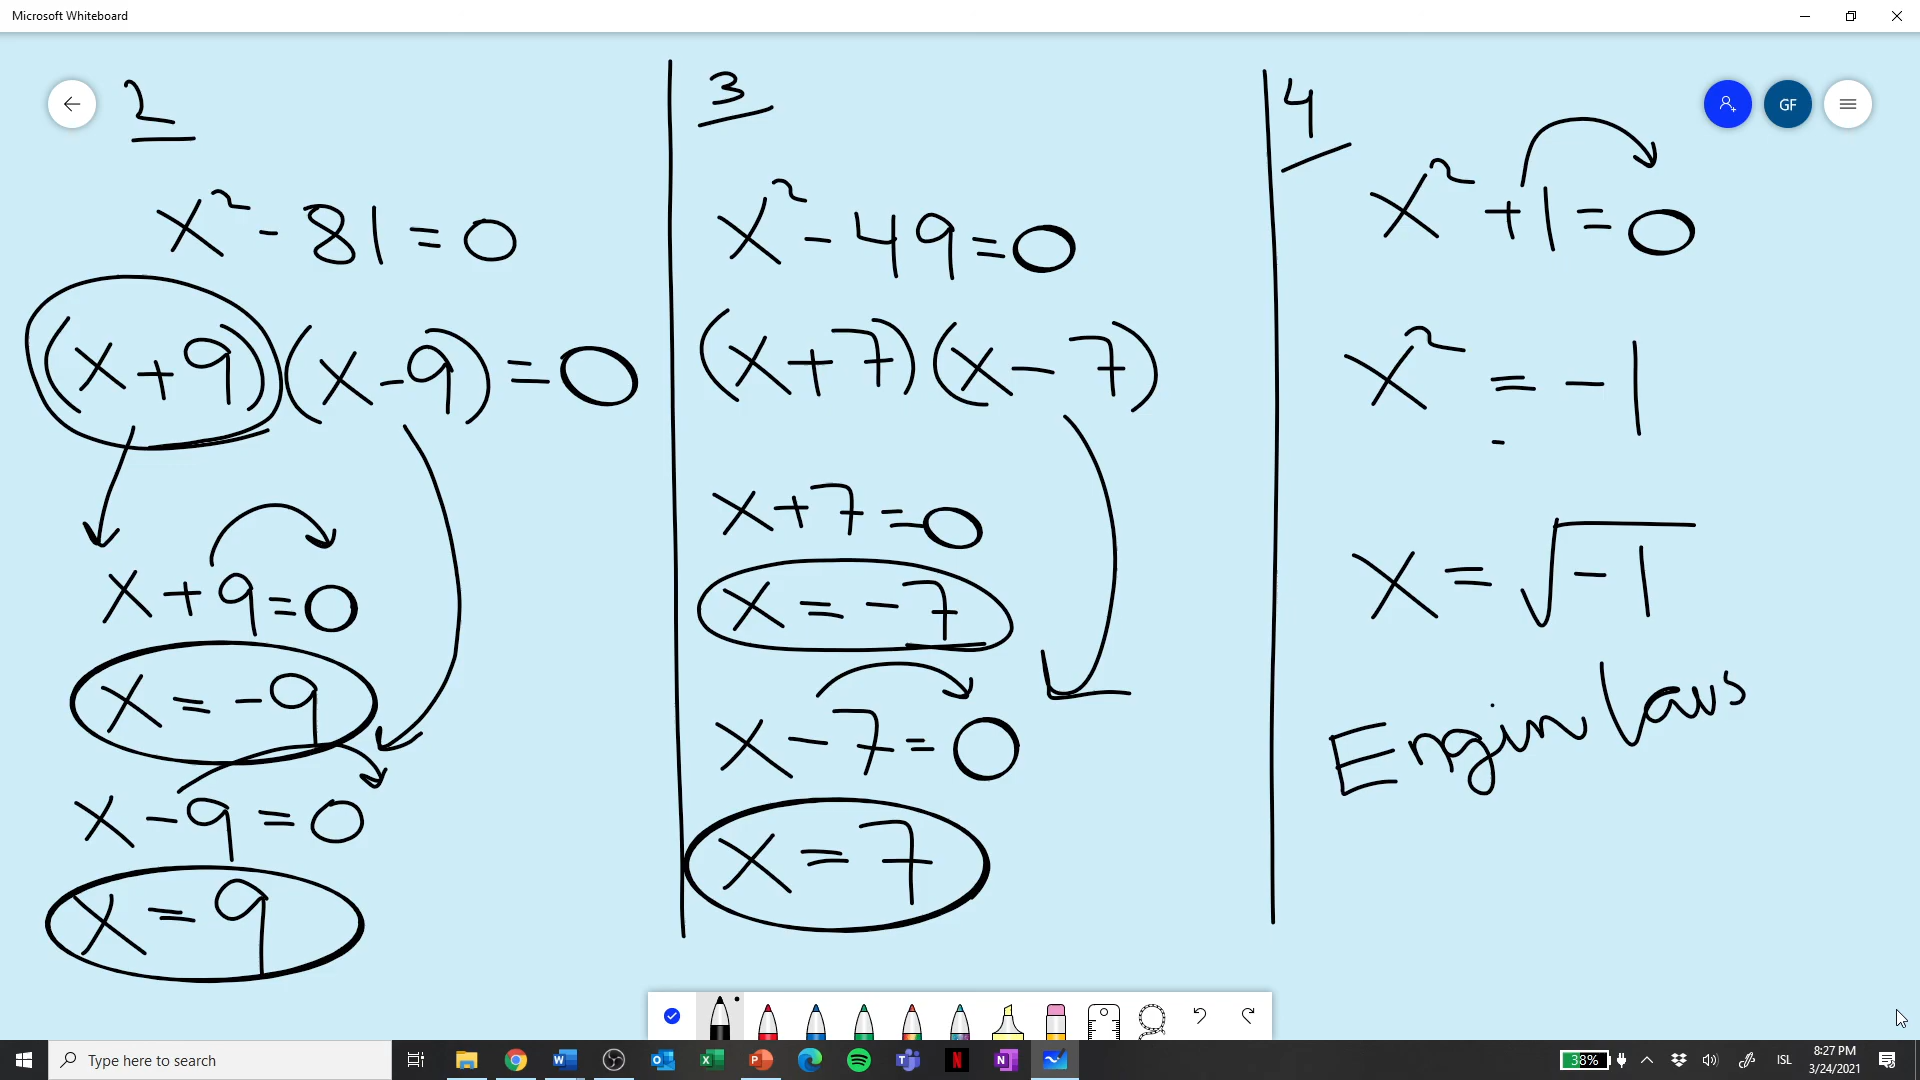 Microsoft Whiteboard
2
x² - 81 = 0
(x + 9)(x - 9) = 0
x + 9 = 0
x = -9
x - 9 = 0
x = 9
3
x² - 49 = 0
(x + 7)(x - 7)
x + 7 = 0
x = -7
x - 7 = 0
x = 7
4
x² + 1 = 0
x² = -1
x = √-1
Engin laus
GF
Type here to search
38%
ISL
8:27 PM
3/24/2021